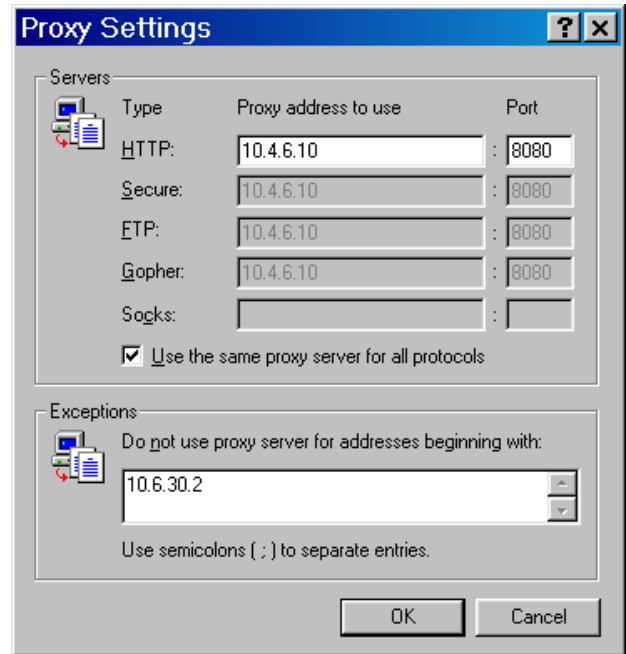 Proxy Settings
Servers
Type Proxy address to use Port
HTTP: 10.4.6.10 : 8080
Secure: 10.4.6.10 : 8080
FTP: 10.4.6.10 : 8080
Gopher: 10.4.6.10 : 8080
Socks: :
Use the same proxy server for all protocols
Exceptions
Do not use proxy server for addresses beginning with:
10.6.30.2
Use semicolons ( ; ) to separate entries.
OK Cancel